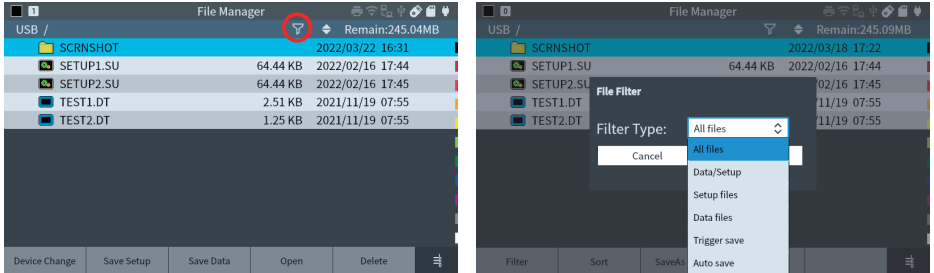 1
File Manager
USB /
Remain:245.04MB
SCRNSHOT 2022/03/22 16:31
SETUP1.SU 64.44 KB 2022/02/16 17:44
SETUP2.SU 64.44 KB 2022/02/16 17:45
TEST1.DT 2.51 KB 2021/11/19 07:55
TEST2.DT 1.25 KB 2021/11/19 07:55
Device Change Save Setup Save Data Open Delete
0
File Manager
USB /
Remain:245.09MB
SCRNSHOT 2022/03/18 17:22
SETUP1.SU 64.44 KB 2022/02/16 17:44
SETUP2.SU 02/16 17:45
TEST1.DT 11/19 07:55
TEST2.DT /11/19 07:55
File Filter
Filter Type: All files
Cancel
All files
Data/Setup
Setup files
Data files
Trigger save
Auto save
Filter Sort SaveAs